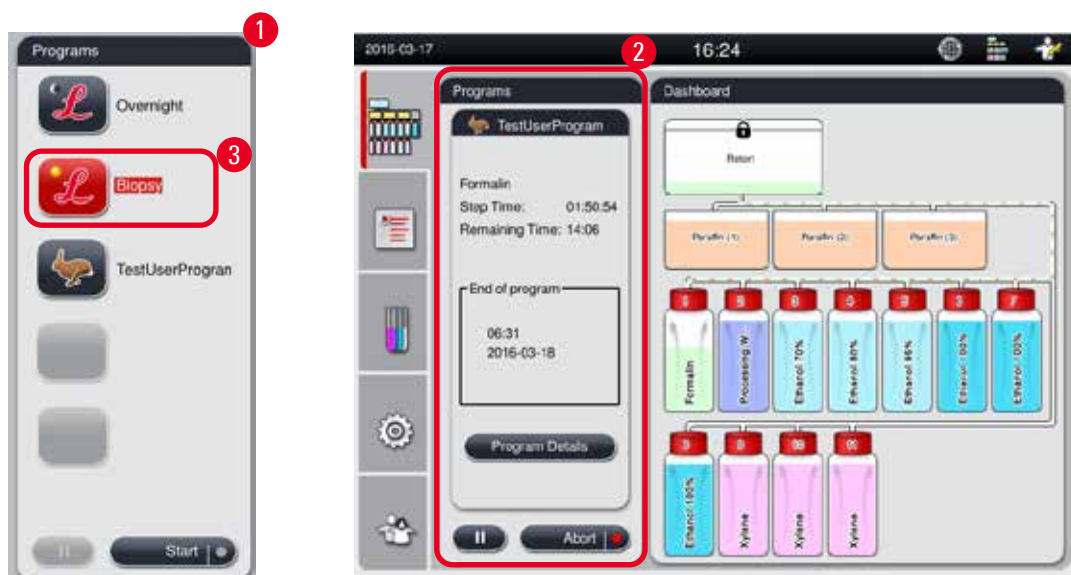 1
Programs
Overnight
Biopsy
3
TestUserProgran
Start
2016-03-17
2
16:24
Programs
TestUserProgram
Formalin
Step Time: 01:50:54
Remaining Time: 14:06
End of program
06:31
2016-03-18
Program Details
Abort
Dashboard
Retort
Paraffin (1)
Paraffin (2)
Paraffin (3)
Formalin
Processing W...
Ethanol 70%
Ethanol 80%
Ethanol 95%
Ethanol 100%
Ethanol 100%
Ethanol 100%
Xylene
Xylene
Xylene